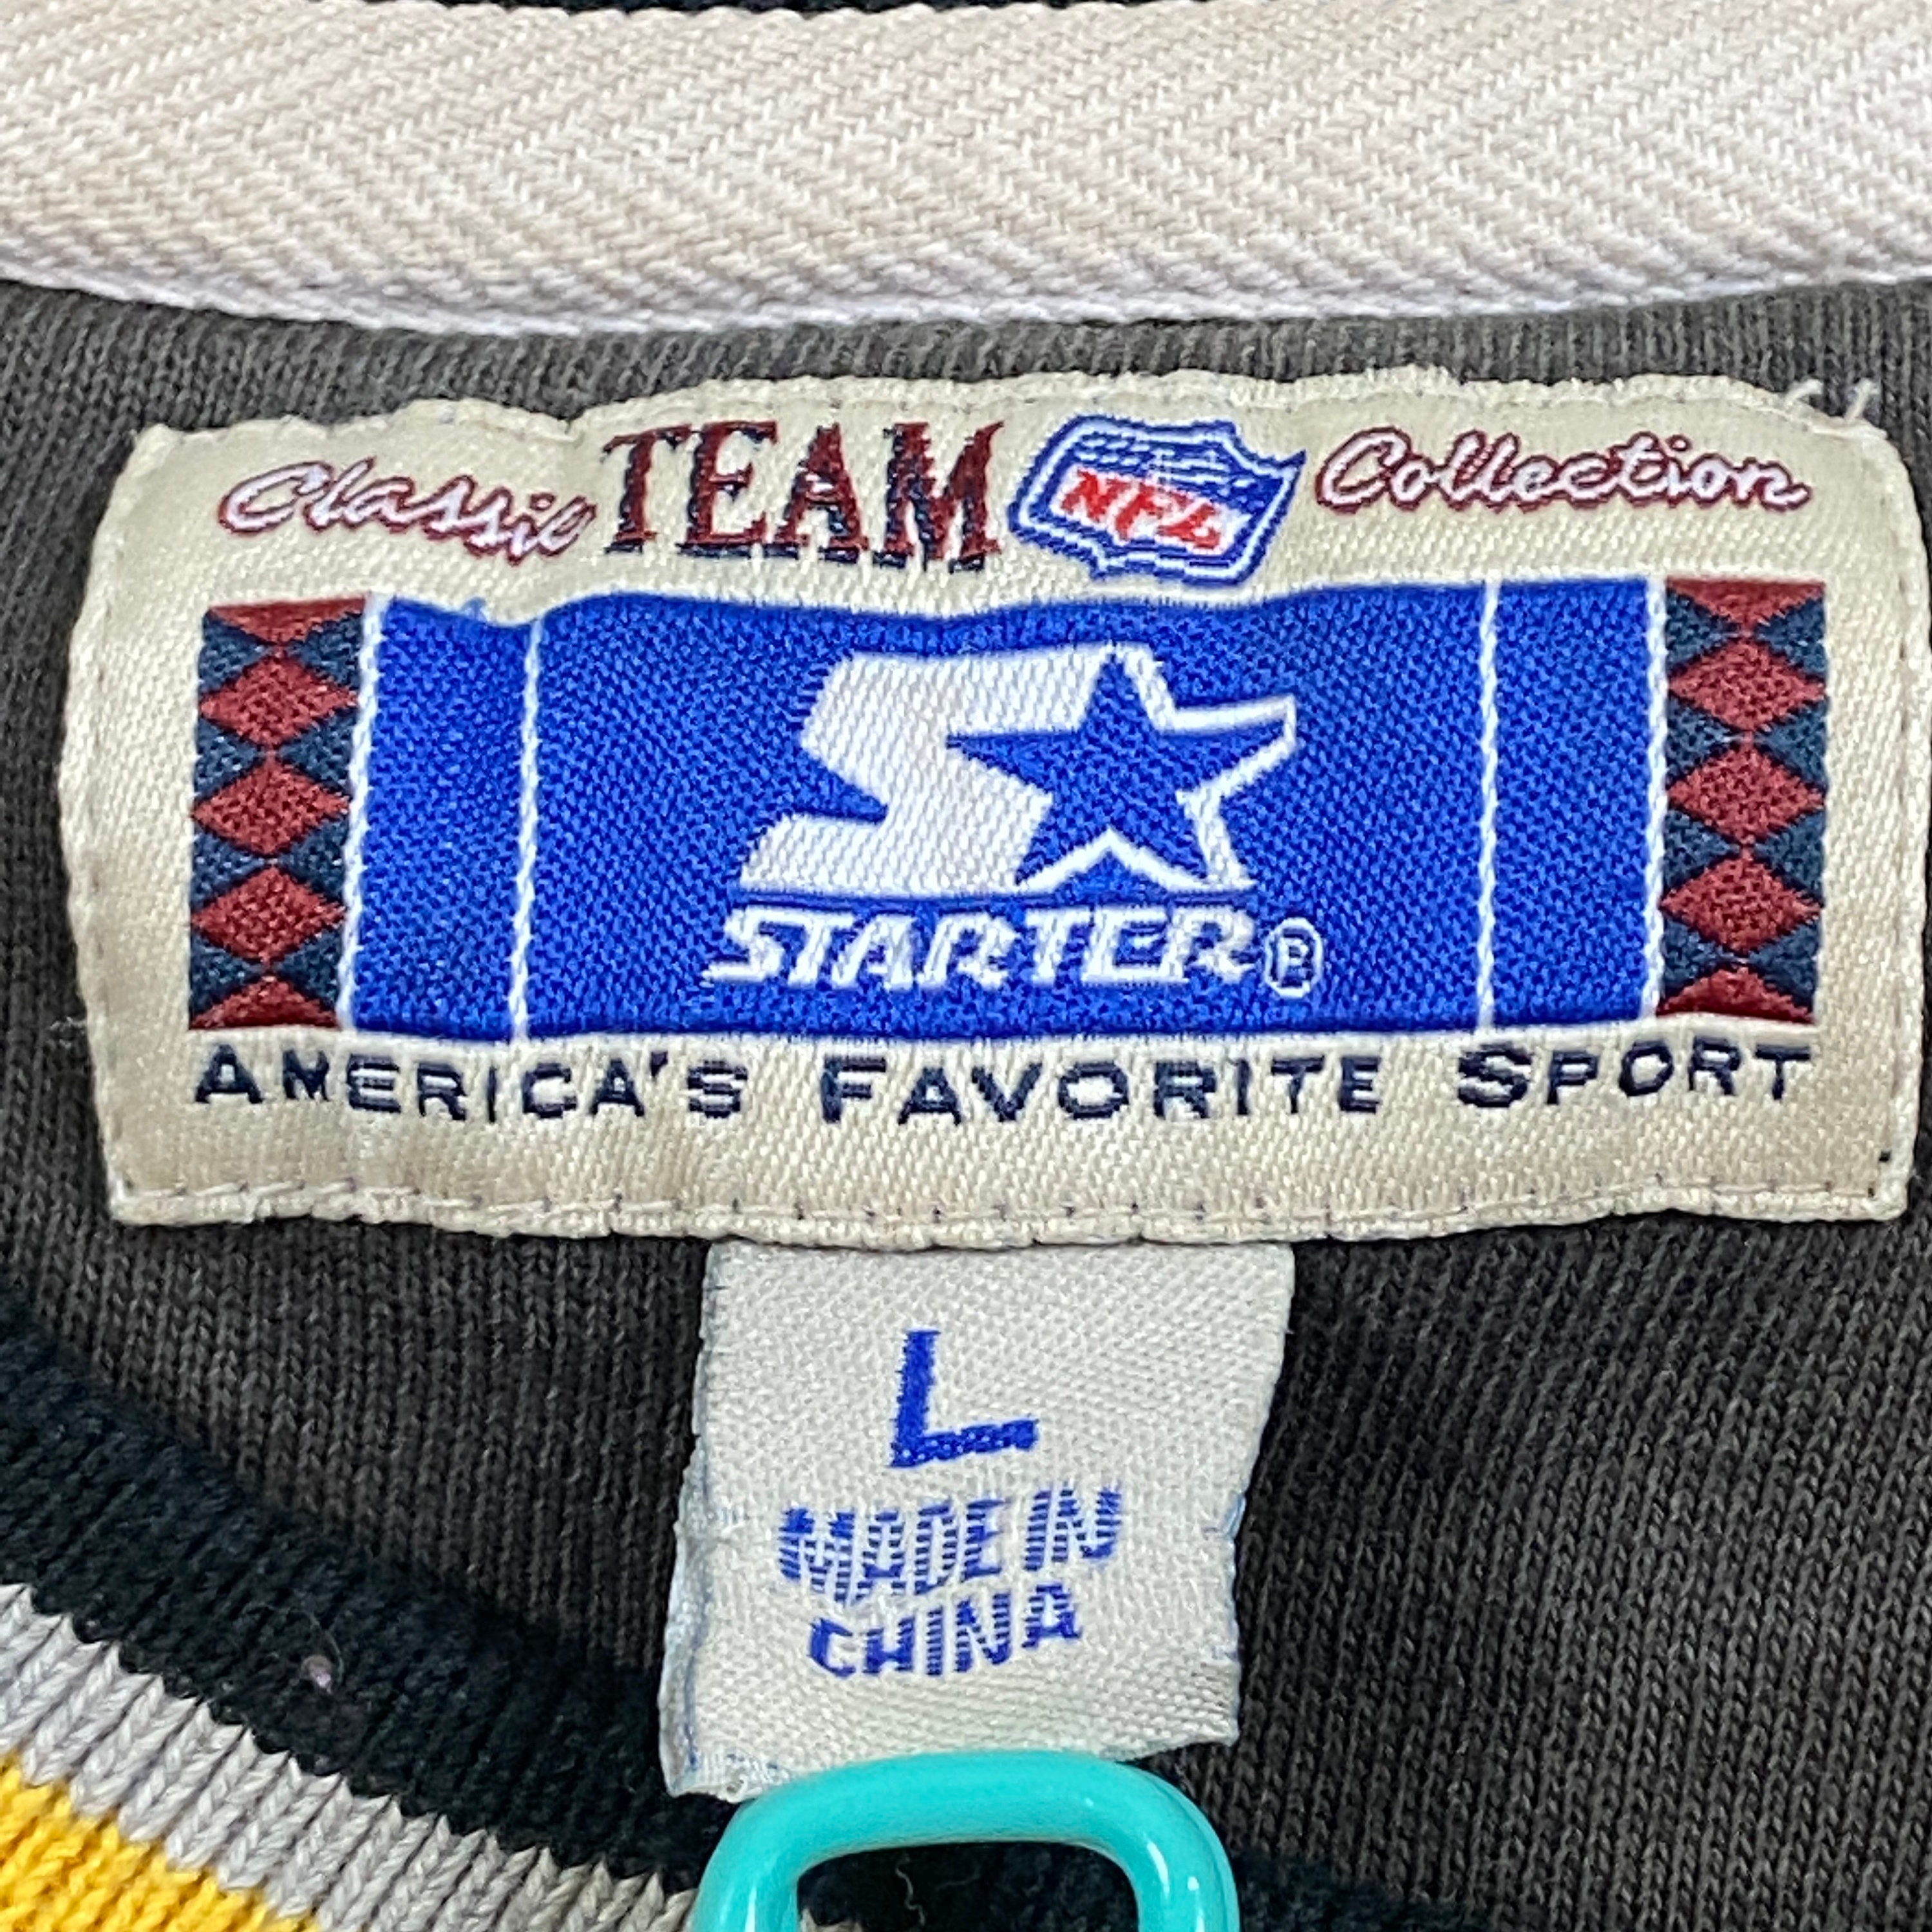 Classic TEAM NFL Collection
STARTER®
AMERICA'S FAVORITE SPORT
L
MADE IN
CHINA